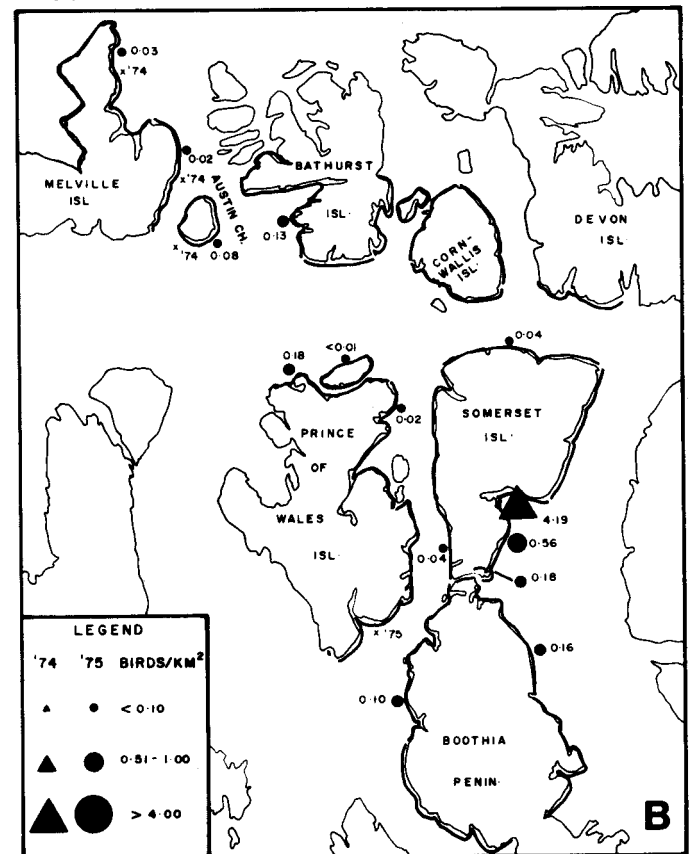 0·03
x '74
0·02
x '74
MELVILLE
ISL
AUSTIN CH.
x '74
0·08
BATHURST
ISL·
0·13
CORN-
WALLIS
ISL·
DEVON
ISL·
0·18
<0·01
0·02
0·04
PRINCE
OF
WALES
ISL·
SOMERSET
ISL·
4·19
0·56
0·18
0·04
x '75
0·16
0·10
BOOTHIA
PENIN·
LEGEND
'74 '75 BIRDS/KM²
< 0·10
0·51 - 1·00
> 4·00
B